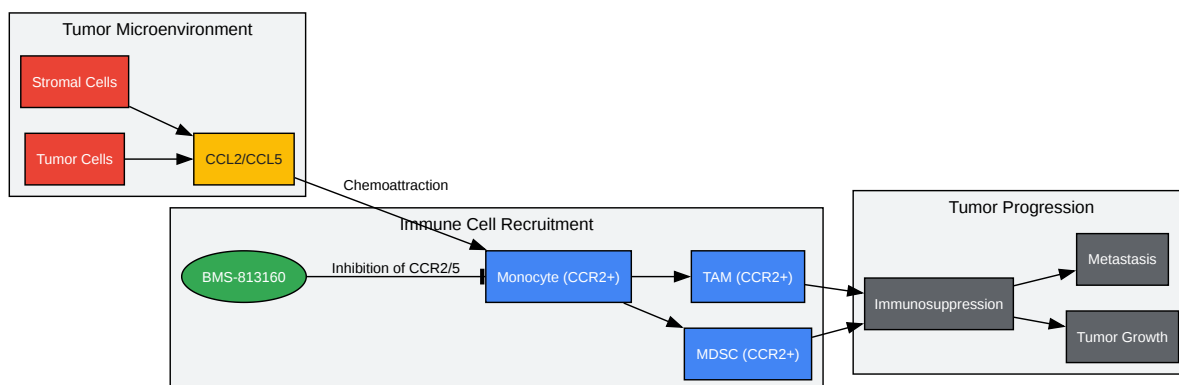 Tumor Microenvironment
Stromal Cells
Tumor Cells
CCL2/CCL5
Chemoattraction
Immune Cell Recruitment
BMS-813160
Inhibition of CCR2/5
Monocyte (CCR2+)
TAM (CCR2+)
MDSC (CCR2+)
Tumor Progression
Immunosuppression
Metastasis
Tumor Growth